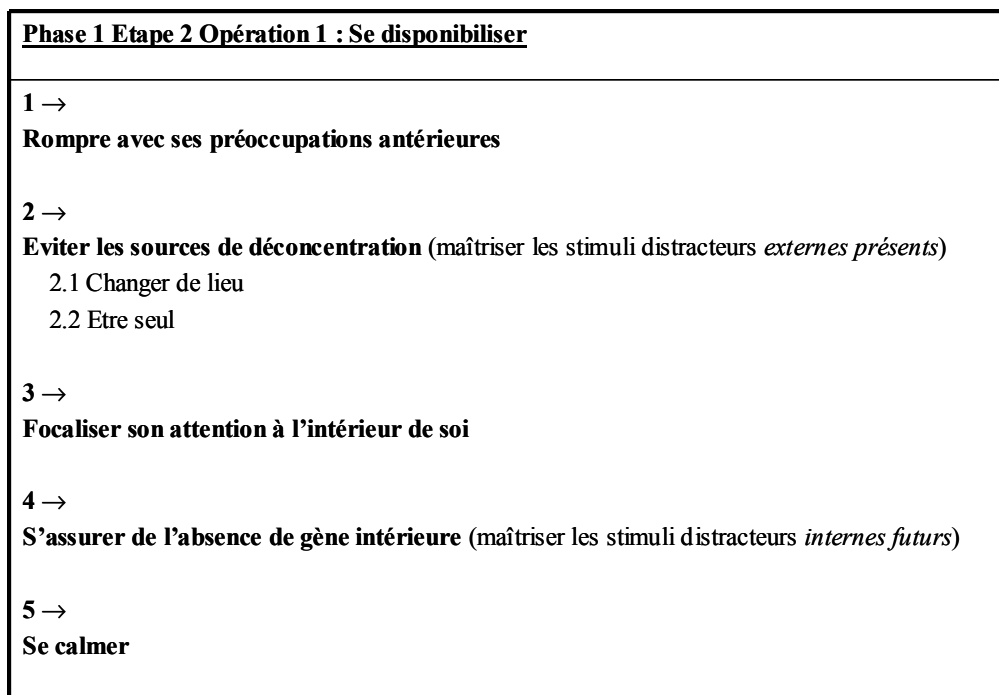 Phase 1 Etape 2 Opération 1 : Se disponibiliser
1 →
Rompre avec ses préoccupations antérieures
2 →
Eviter les sources de déconcentration (maîtriser les stimuli distracteurs externes présents)
2.1 Changer de lieu
2.2 Etre seul
3 →
Focaliser son attention à l’intérieur de soi
4 →
S’assurer de l’absence de gène intérieure (maîtriser les stimuli distracteurs internes futurs)
5 →
Se calmer